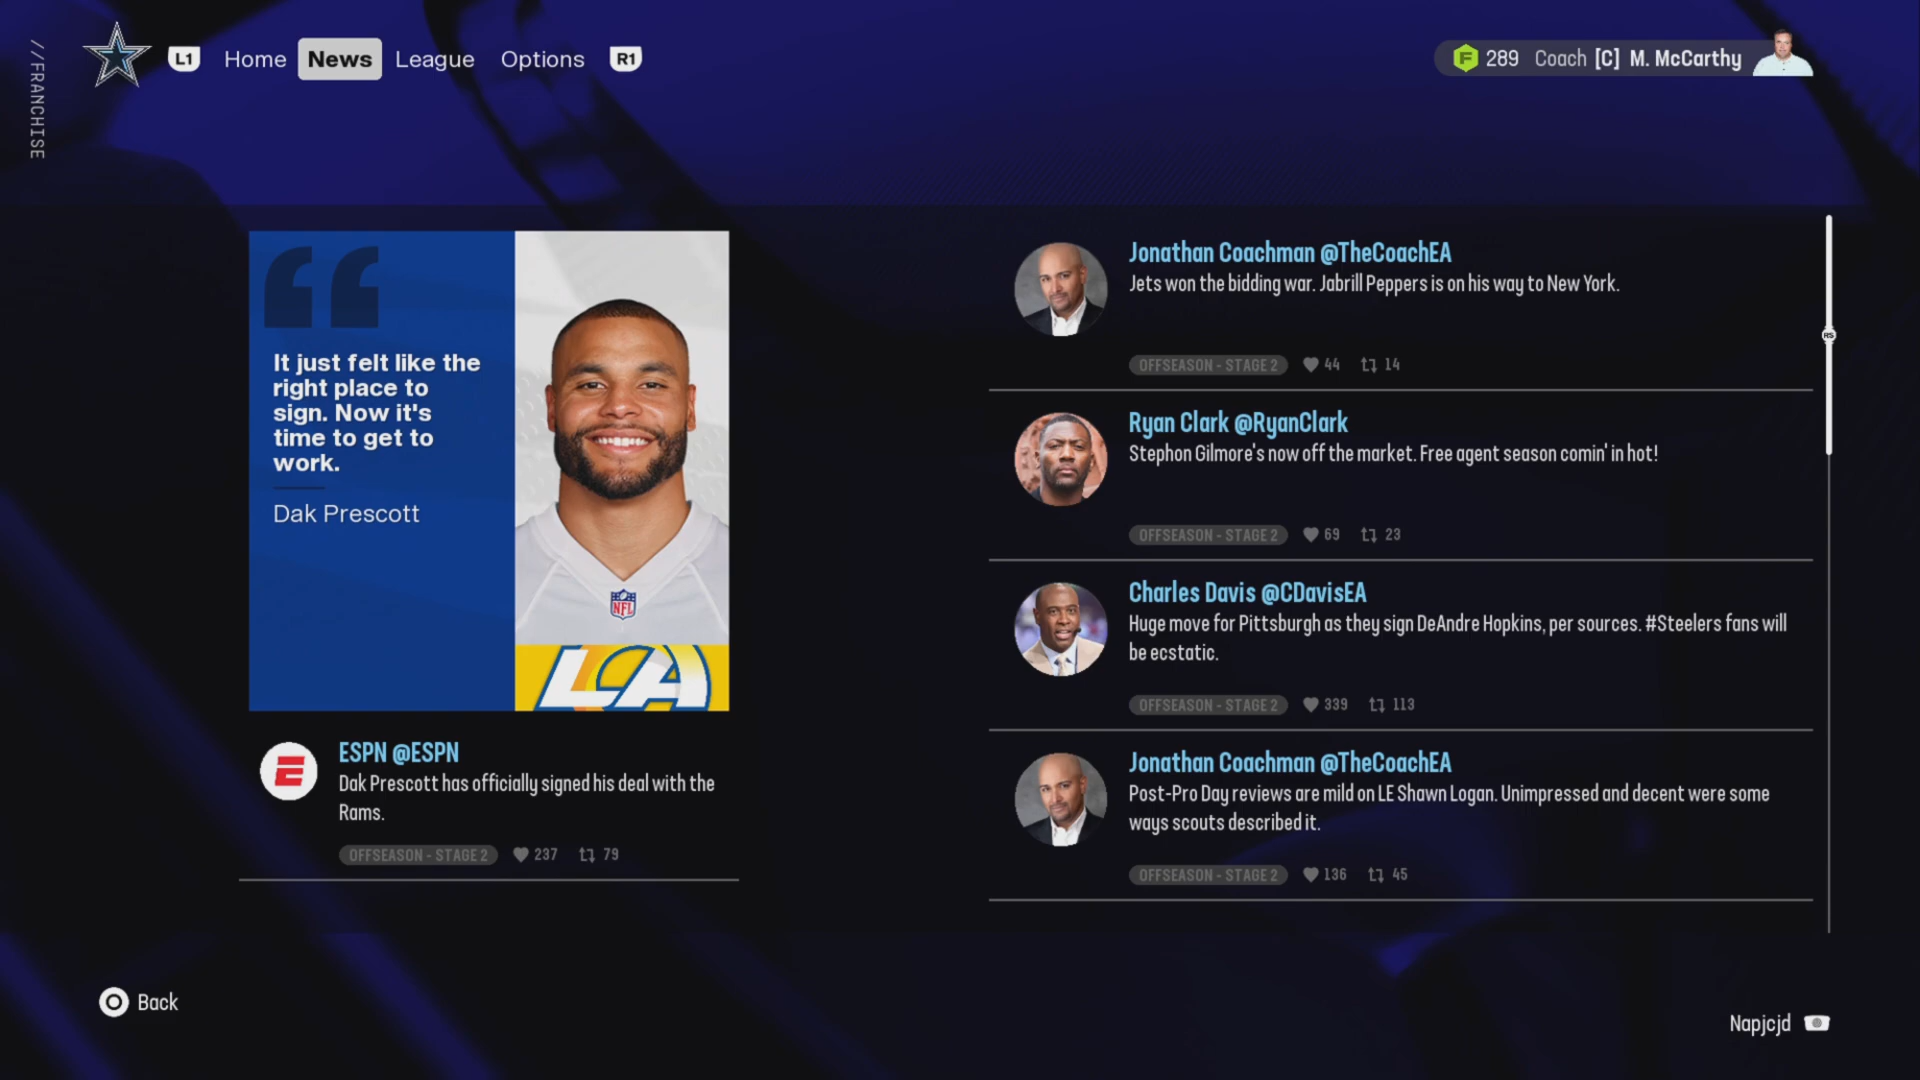 //FRANCHISE
L1 Home News League Options R1
F 289 Coach [C] M. McCarthy
It just felt like the
right place to
sign. Now it's
time to get to
work.
Dak Prescott
NFL
LA
E
ESPN @ESPN
Dak Prescott has officially signed his deal with the
Rams.
OFFSEASON - STAGE 2 237 79
Jonathan Coachman @TheCoachEA
Jets won the bidding war. Jabrill Peppers is on his way to New York.
OFFSEASON - STAGE 2 44 14
Ryan Clark @RyanClark
Stephon Gilmore's now off the market. Free agent season comin' in hot!
OFFSEASON - STAGE 2 69 23
Charles Davis @CDavisEA
Huge move for Pittsburgh as they sign DeAndre Hopkins, per sources. #Steelers fans will
be ecstatic.
OFFSEASON - STAGE 2 339 113
Jonathan Coachman @TheCoachEA
Post-Pro Day reviews are mild on LE Shawn Logan. Unimpressed and decent were some
ways scouts described it.
OFFSEASON - STAGE 2 136 45
RS
Back
Napjcjd